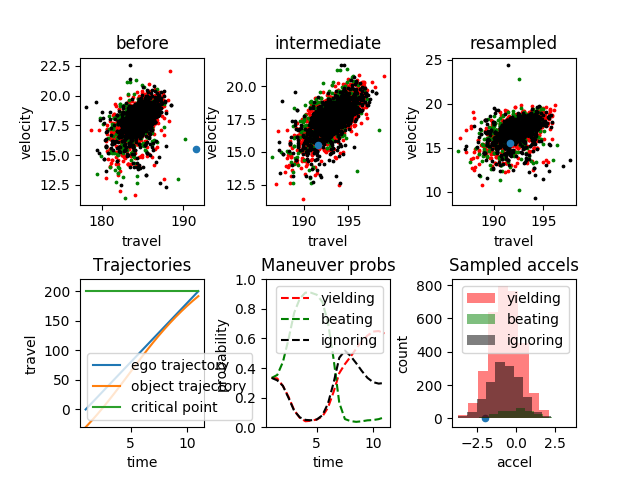 before
intermediate
resampled
22.5
20.0
17.5
15.0
12.5
velocity
180
190
travel
20.0
17.5
15.0
12.5
velocity
190
195
travel
25
20
15
10
velocity
190
195
travel
Trajectories
Maneuver probs
Sampled accels
200
150
100
50
0
travel
ego trajectory
object trajectory
critical point
5
10
time
1.0
0.8
0.6
0.4
0.2
0.0
probability
yielding
beating
ignoring
5
10
time
800
600
400
200
0
count
yielding
beating
ignoring
−2.5
0.0
2.5
accel